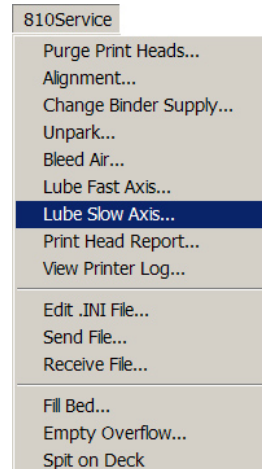 810Service
Purge Print Heads...
Alignment...
Change Binder Supply...
Unpark...
Bleed Air...
Lube Fast Axis...
Lube Slow Axis...
Print Head Report...
View Printer Log...
Edit .INI File...
Send File...
Receive File...
Fill Bed...
Empty Overflow...
Spit on Deck